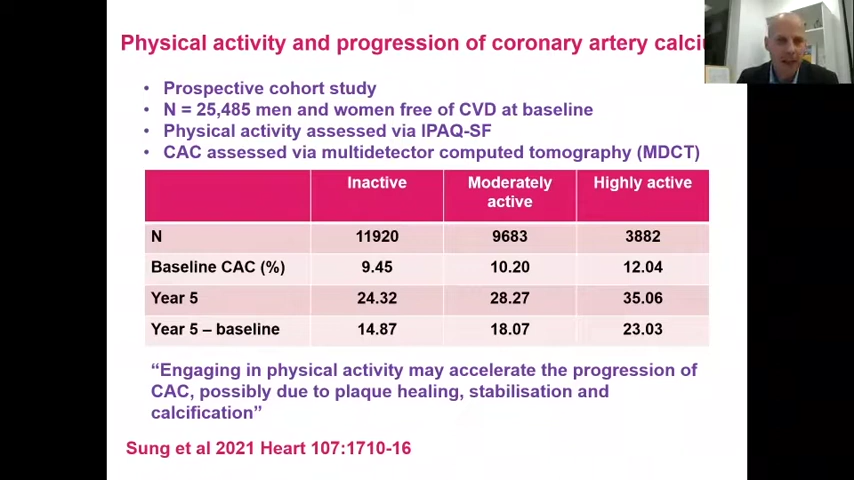 Physical activity and progression of coronary artery
• Prospective cohort study
• N = 25,485 men and women free of CVD at baseline
• Physical activity assessed via IPAQ-SF
• CAC assessed via multidetector computed tomography (MDCT)
Inactive Moderately active Highly active
N 11920 9683 3882
Baseline CAC (%) 9.45 10.20 12.04
Year 5 24.32 28.27 35.06
Year 5 – baseline 14.87 18.07 23.03
“Engaging in physical activity may accelerate the progression of
CAC, possibly due to plaque healing, stabilisation and
calcification”
Sung et al 2021 Heart 107:1710-16